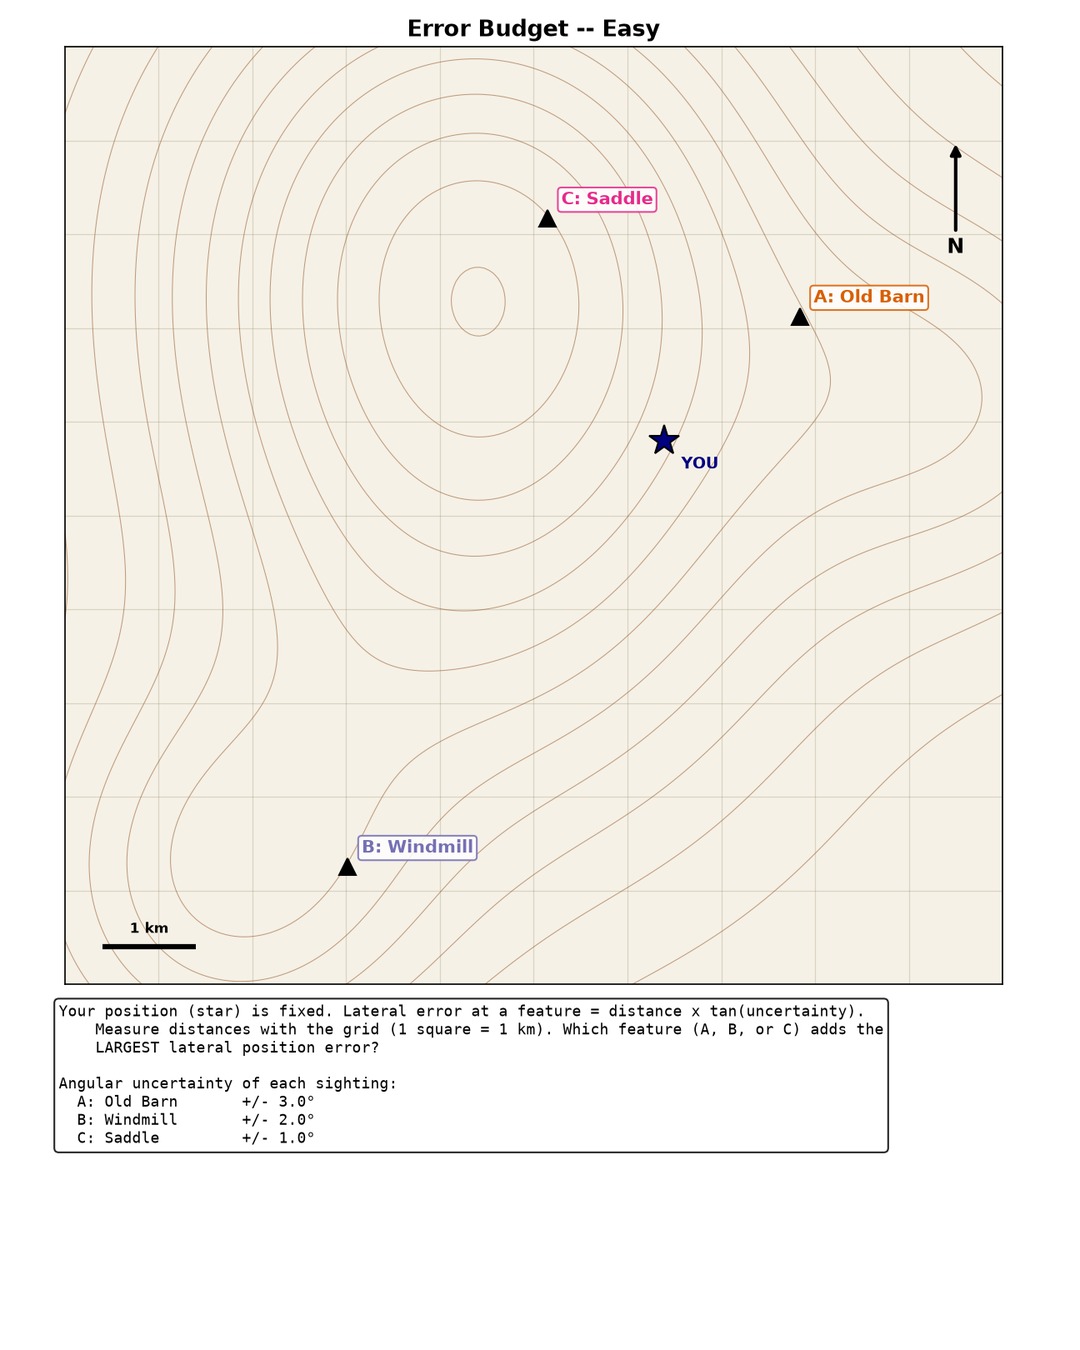 Error Budget -- Easy
C: Saddle
N
A: Old Barn
YOU
B: Windmill
1 km
Your position (star) is fixed. Lateral error at a feature = distance x tan(uncertainty).
Measure distances with the grid (1 square = 1 km). Which feature (A, B, or C) adds the
LARGEST lateral position error?
Angular uncertainty of each sighting:
A: Old Barn +/- 3.0°
B: Windmill +/- 2.0°
C: Saddle +/- 1.0°